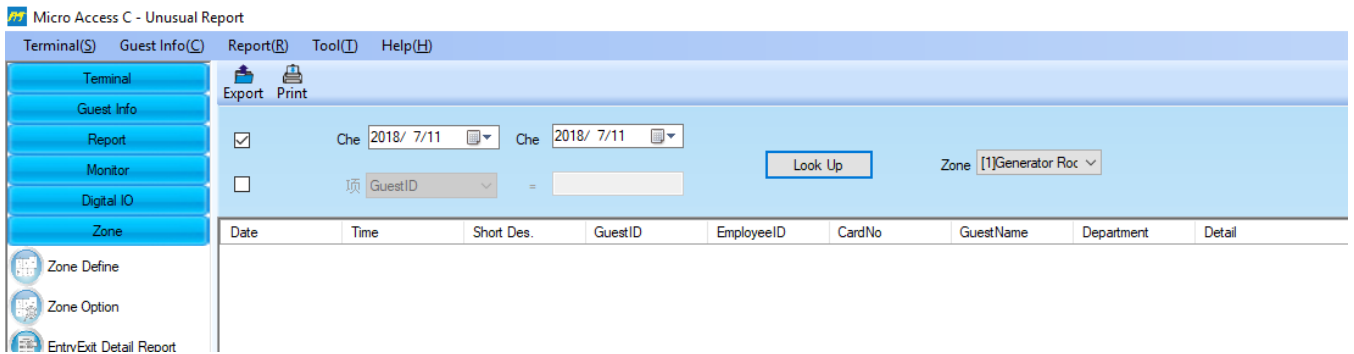 Micro Access C - Unusual Report
Terminal(S) Guest Info(C) Report(R) Tool(T) Help(H)
Terminal
Guest Info
Report
Monitor
Digital IO
Zone
Zone Define
Zone Option
EntryExit Detail Report
Export Print
Che 2018/ 7/11 Che 2018/ 7/11
Look Up Zone [1]Generator Roc
项 GuestID =
Date Time Short Des. GuestID EmployeeID CardNo GuestName Department Detail